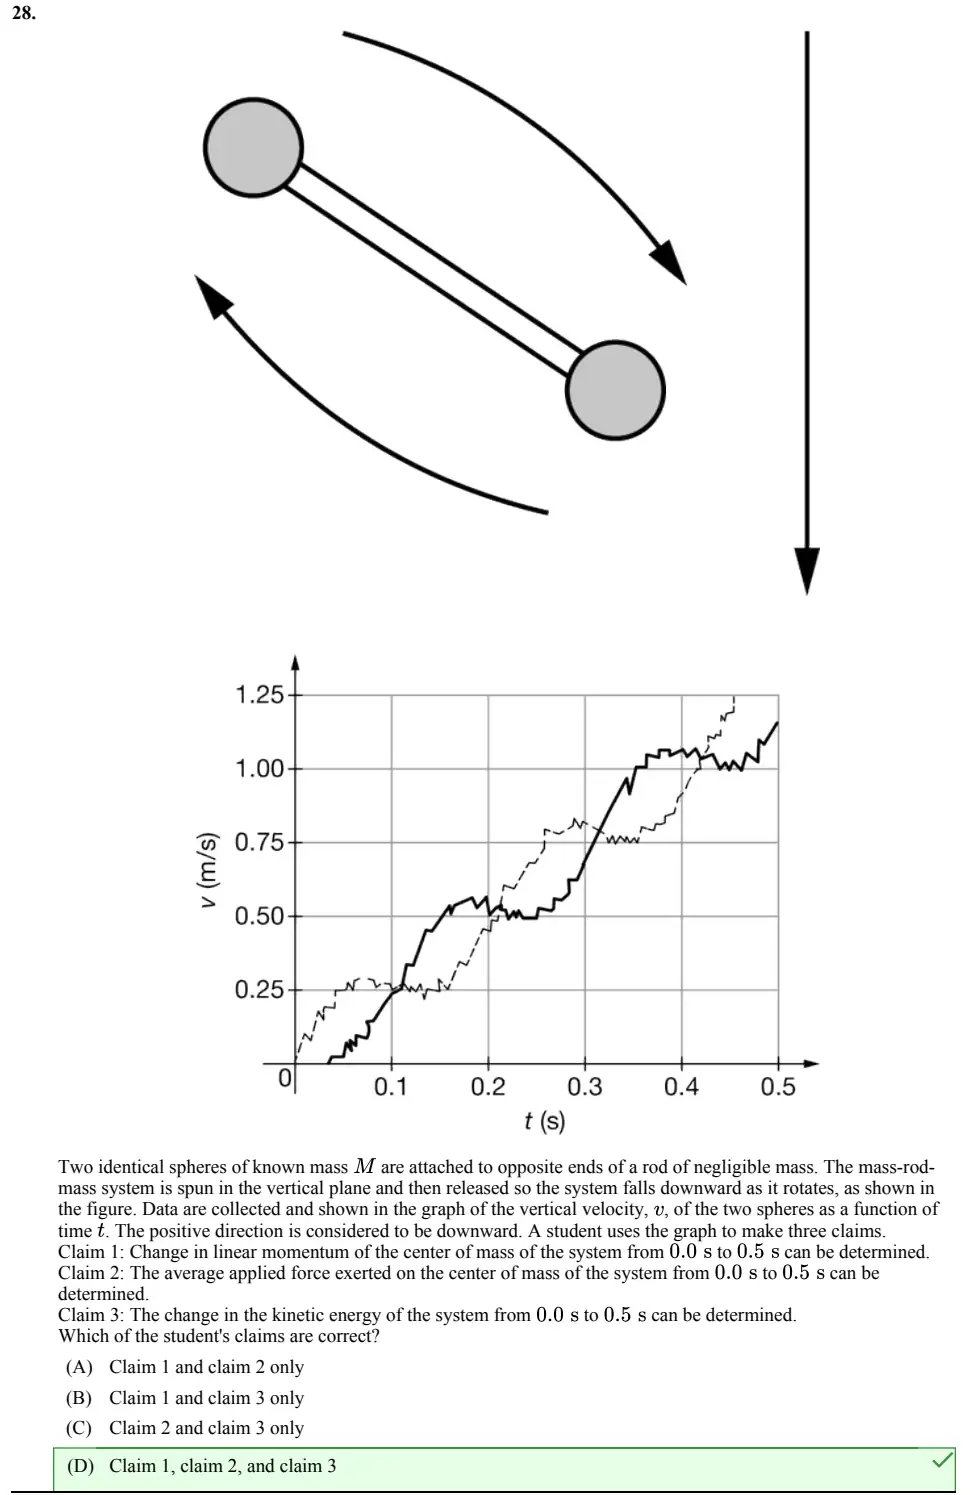 28.
1.25
1.00
0.75
0.50
0.25
v (m/s)
0
0.1 0.2 0.3 0.4 0.5
t (s)
Two identical spheres of known mass M are attached to opposite ends of a rod of negligible mass. The mass-rod-
mass system is spun in the vertical plane and then released so the system falls downward as it rotates, as shown in
the figure. Data are collected and shown in the graph of the vertical velocity, v, of the two spheres as a function of
time t. The positive direction is considered to be downward. A student uses the graph to make three claims.
Claim 1: Change in linear momentum of the center of mass of the system from 0.0 s to 0.5 s can be determined.
Claim 2: The average applied force exerted on the center of mass of the system from 0.0 s to 0.5 s can be
determined.
Claim 3: The change in the kinetic energy of the system from 0.0 s to 0.5 s can be determined.
Which of the student's claims are correct?
(A) Claim 1 and claim 2 only
(B) Claim 1 and claim 3 only
(C) Claim 2 and claim 3 only
(D) Claim 1, claim 2, and claim 3